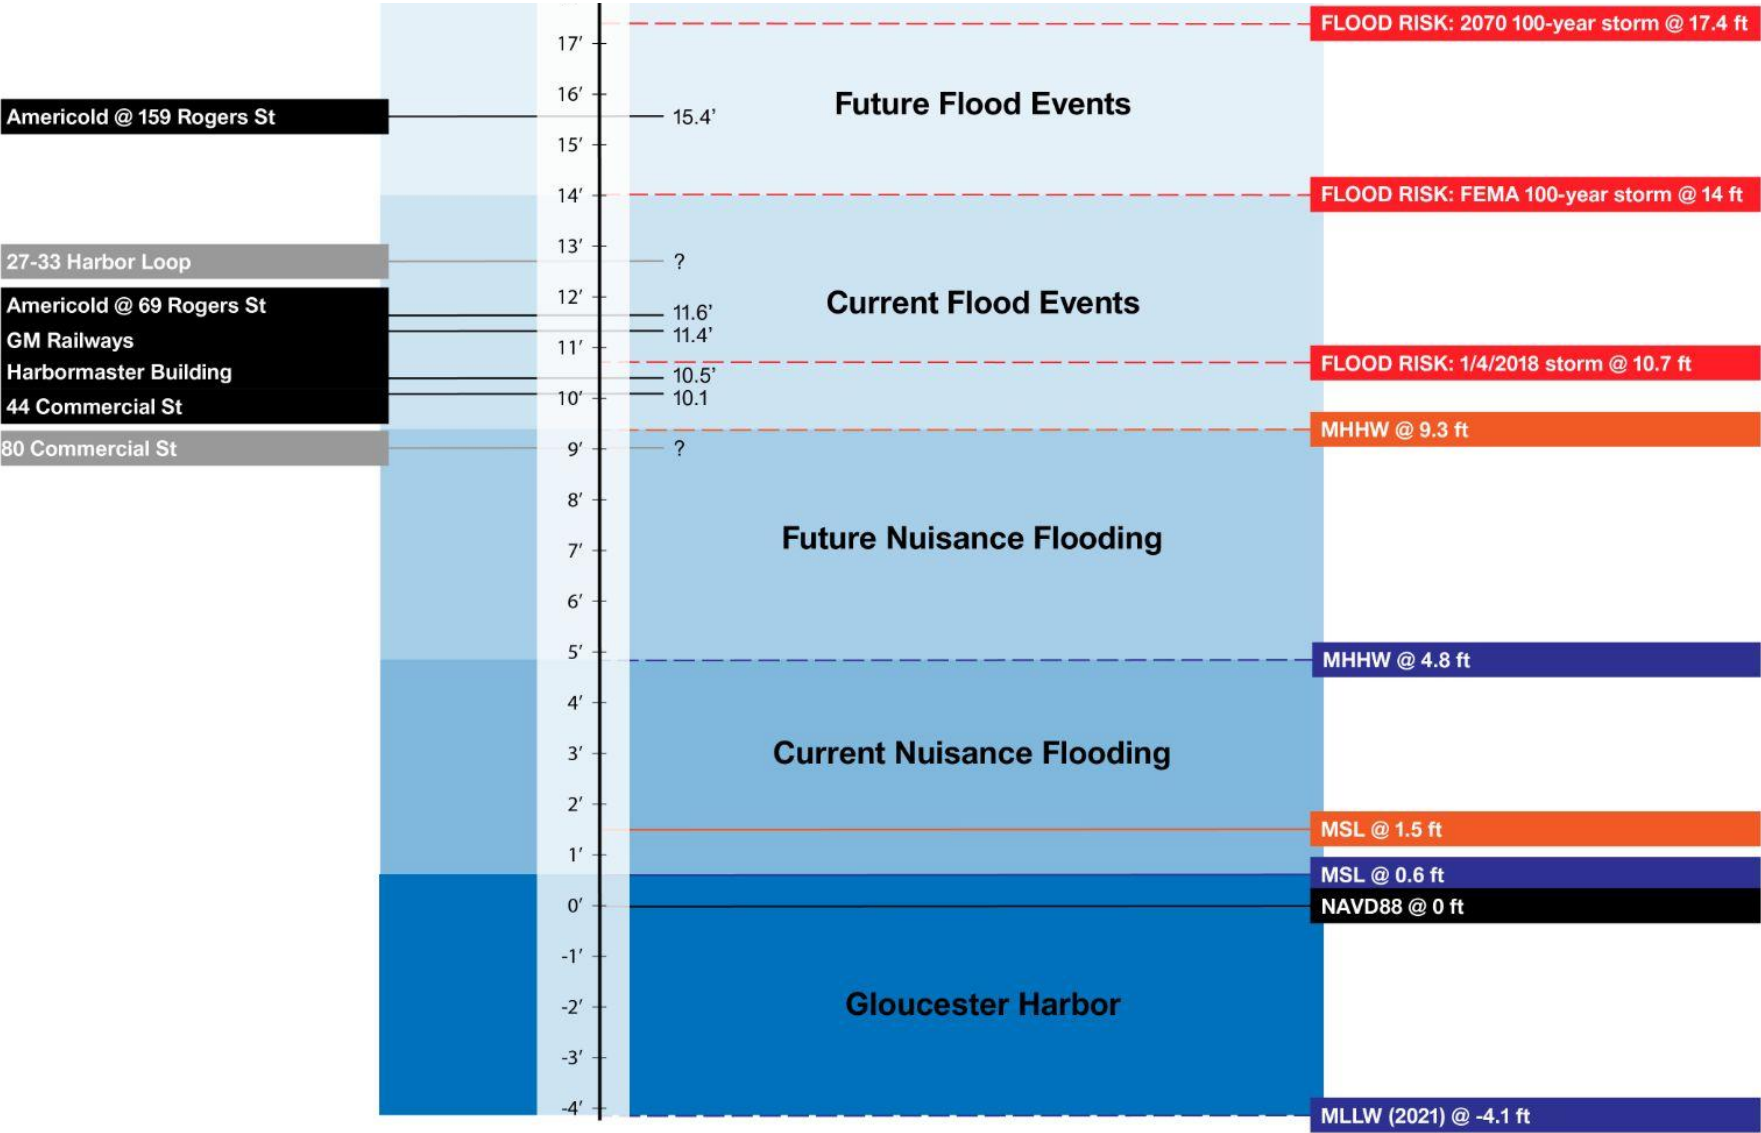 FLOOD RISK: 2070 100-year storm @ 17.4 ft
17′
16′
Future Flood Events
Americold @ 159 Rogers St
15.4’
15′
14′
FLOOD RISK: FEMA 100-year storm @ 14 ft
13′
27-33 Harbor Loop
?
12′
Current Flood Events
Americold @ 69 Rogers St
11.6’
GM Railways
11.4’
11′
FLOOD RISK: 1/4/2018 storm @ 10.7 ft
Harbormaster Building
10.5’
44 Commercial St
10.1
10′
MHHW @ 9.3 ft
80 Commercial St
9′
?
8′
Future Nuisance Flooding
7′
6′
5′
MHHW @ 4.8 ft
4′
Current Nuisance Flooding
3′
2′
MSL @ 1.5 ft
1′
MSL @ 0.6 ft
0′
NAVD88 @ 0 ft
-1′
Gloucester Harbor
-2′
-3′
-4′
MLLW (2021) @ -4.1 ft